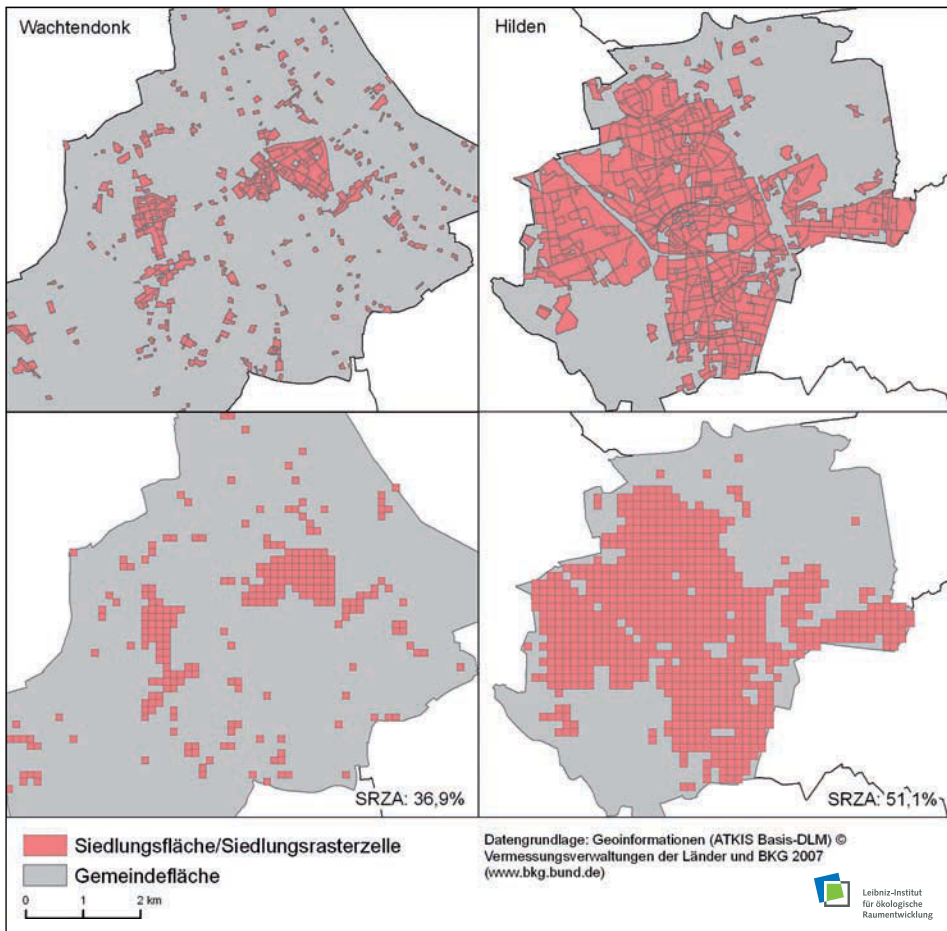 Wachtendonk
Hilden
SRZA: 36,9%
SRZA: 51,1%
Siedlungsfläche/Siedlungsrasterzelle
Gemeindefläche
0 1 2 km
Datengrundlage: Geoinformationen (ATKIS Basis-DLM) ©
Vermessungsverwaltungen der Länder und BKG 2007
(www.bkg.bund.de)
Leibniz-Institut
für ökologische
Raumentwicklung